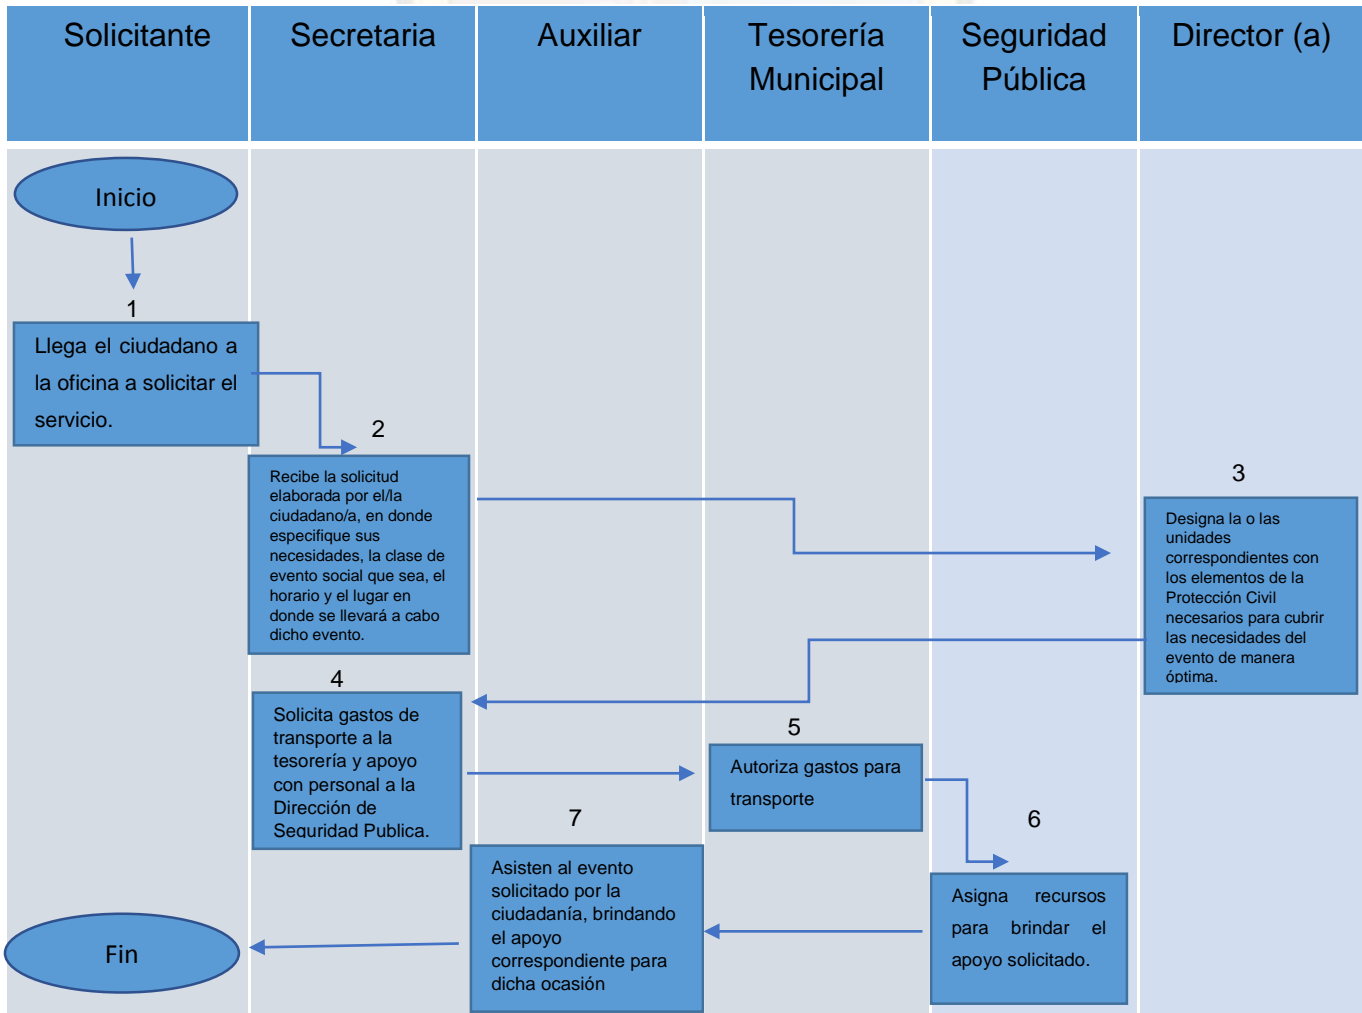 Solicitante
Secretaria
Auxiliar
Tesorería
Municipal
Seguridad
Pública
Director (a)
Inicio
1
Llega el ciudadano a
la oficina a solicitar el
servicio.
2
Recibe la solicitud
elaborada por el/la
ciudadano/a, en donde
especifique sus
necesidades, la clase de
evento social que sea, el
horario y el lugar en
donde se llevará a cabo
dicho evento.
3
Designa la o las
unidades
correspondientes con
los elementos de la
Protección Civil
necesarios para cubrir
las necesidades del
evento de manera
óptima.
4
Solicita gastos de
transporte a la
tesorería y apoyo
con personal a la
Dirección de
Seguridad Publica.
5
Autoriza gastos para
transporte
6
Asigna recursos
para brindar el
apoyo solicitado.
7
Asisten al evento
solicitado por la
ciudadanía, brindando
el apoyo
correspondiente para
dicha ocasión
Fin